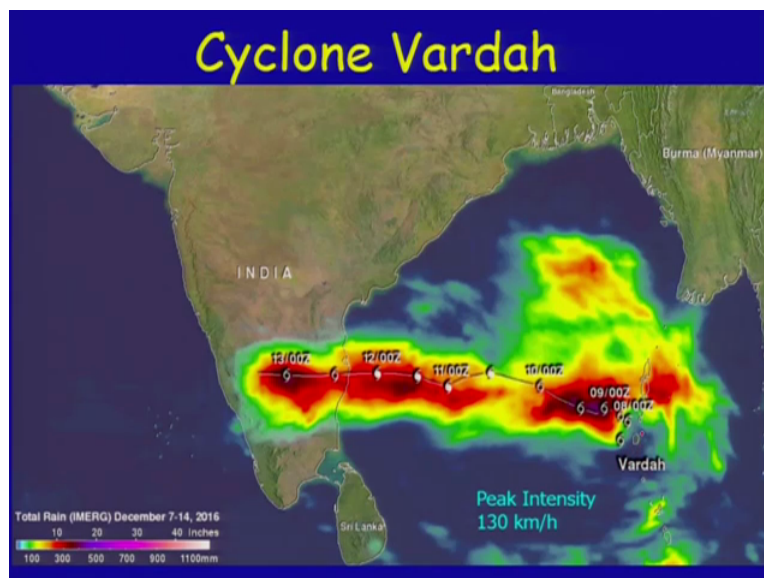 Cyclone Vardah
Bangladesh
Burma (Myanmar)
INDIA
13/00Z
12/00Z
11/00Z
10/00Z
09/00Z
08/00Z
Vardah
Peak Intensity
130 km/h
Total Rain (IMERG) December 7-14, 2016
10 20 30 40 inches
100 300 500 700 900 1100mm
Sri Lanka